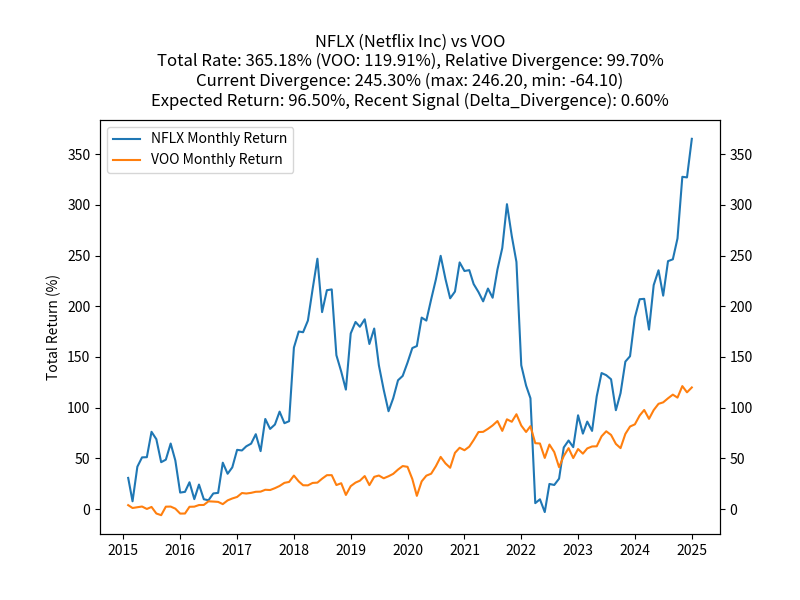 NFLX (Netflix Inc) vs VOO
Total Rate: 365.18% (VOO: 119.91%), Relative Divergence: 99.70%
Current Divergence: 245.30% (max: 246.20, min: -64.10)
Expected Return: 96.50%, Recent Signal (Delta_Divergence): 0.60%
NFLX Monthly Return
VOO Monthly Return
Total Return (%)
350 350
300 300
250 250
200 200
150 150
100 100
50 50
0 0
2015 2016 2017 2018 2019 2020 2021 2022 2023 2024 2025